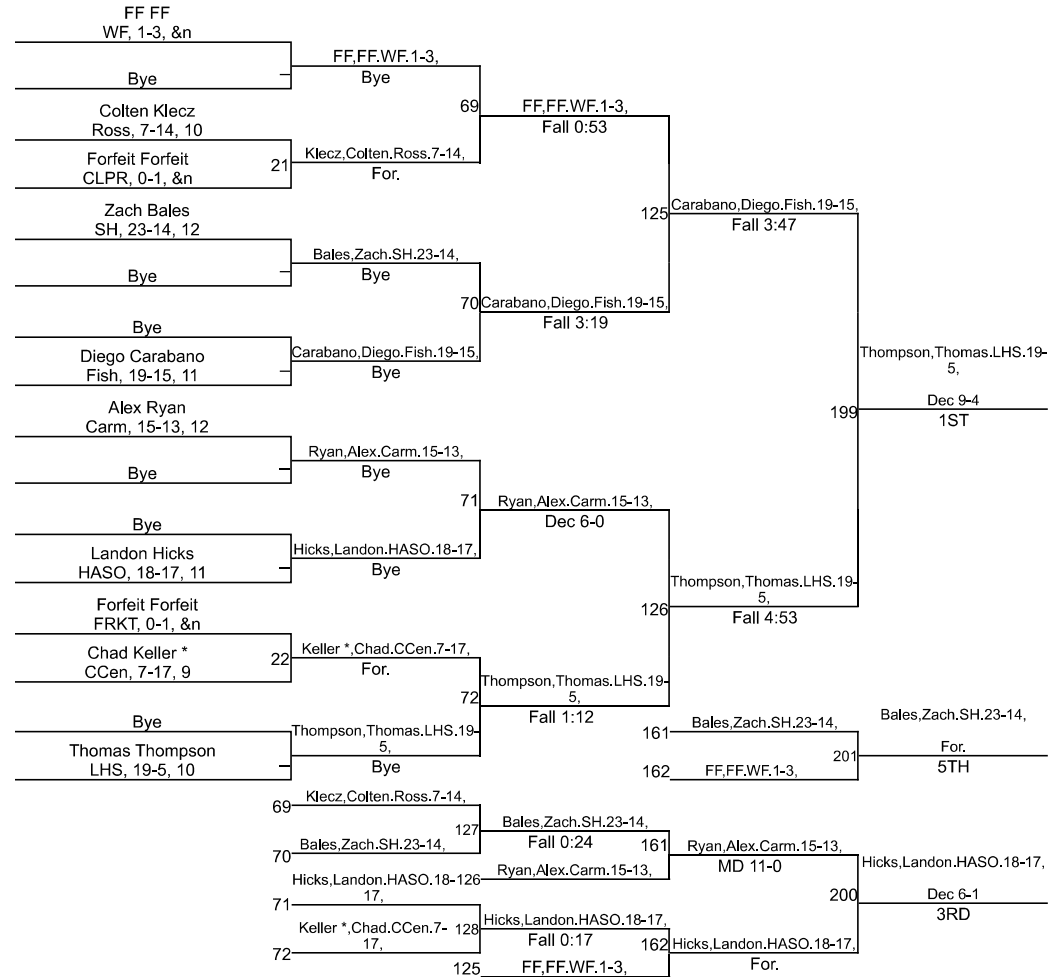 FF FF
WF, 1-3, &n
Bye
Colten Klecz
Ross, 7-14, 10
Forfeit Forfeit
CLPR, 0-1, &n
Zach Bales
SH, 23-14, 12
Bye
Bye
Diego Carabano
Fish, 19-15, 11
Alex Ryan
Carm, 15-13, 12
Bye
Bye
Landon Hicks
HASO, 18-17, 11
Forfeit Forfeit
FRKT, 0-1, &n
Chad Keller *
CCen, 7-17, 9
Bye
Thomas Thompson
LHS, 19-5, 10
FF,FF.WF.1-3,
Bye
21
Klecz,Colten.Ross.7-14,
For.
Bales,Zach.SH.23-14,
Bye
Carabano,Diego.Fish.19-15,
Bye
Ryan,Alex.Carm.15-13,
Bye
Hicks,Landon.HASO.18-17,
Bye
22
Keller *,Chad.CCen.7-17,
For.
Thompson,Thomas.LHS.19-
5,
Bye
69
FF,FF.WF.1-3,
Fall 0:53
70
Carabano,Diego.Fish.19-15,
Fall 3:19
71
Ryan,Alex.Carm.15-13,
Dec 6-0
72
Thompson,Thomas.LHS.19-
5,
Fall 1:12
125
Carabano,Diego.Fish.19-15,
Fall 3:47
126
Thompson,Thomas.LHS.19-
5,
Fall 4:53
199
Thompson,Thomas.LHS.19-
5,
Dec 9-4
1ST
161
Bales,Zach.SH.23-14,
162
FF,FF.WF.1-3,
201
Bales,Zach.SH.23-14,
For.
5TH
69
Klecz,Colten.Ross.7-14,
70
Bales,Zach.SH.23-14,
71
Hicks,Landon.HASO.18-
17,
72
Keller *,Chad.CCen.7-
17,
127
Bales,Zach.SH.23-14,
Fall 0:24
126
Ryan,Alex.Carm.15-13,
128
Hicks,Landon.HASO.18-17,
Fall 0:17
125
FF,FF.WF.1-3,
161
Ryan,Alex.Carm.15-13,
MD 11-0
162
Hicks,Landon.HASO.18-17,
For.
200
Hicks,Landon.HASO.18-17,
Dec 6-1
3RD